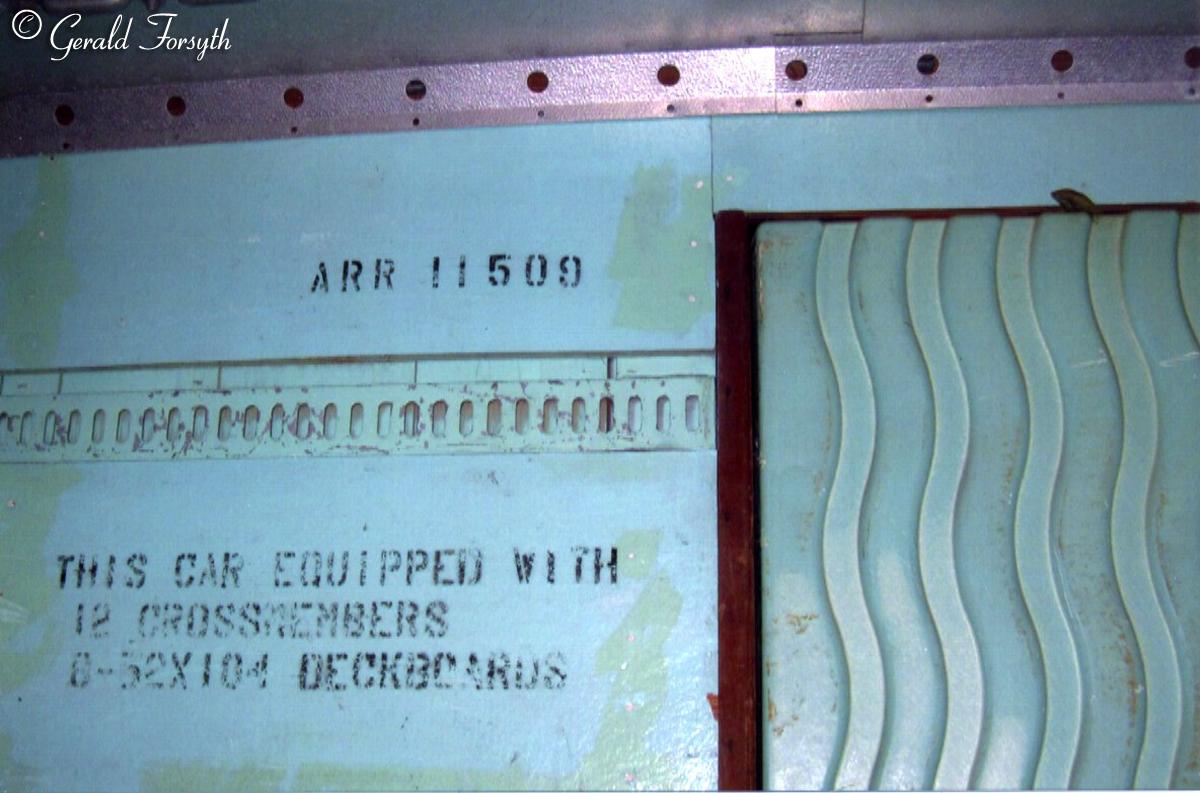 © Gerald Forsyth
ARR 11509
THIS CAR EQUIPPED WITH
12 CROSSMEMBERS
8-52X104 DECKBOARDS